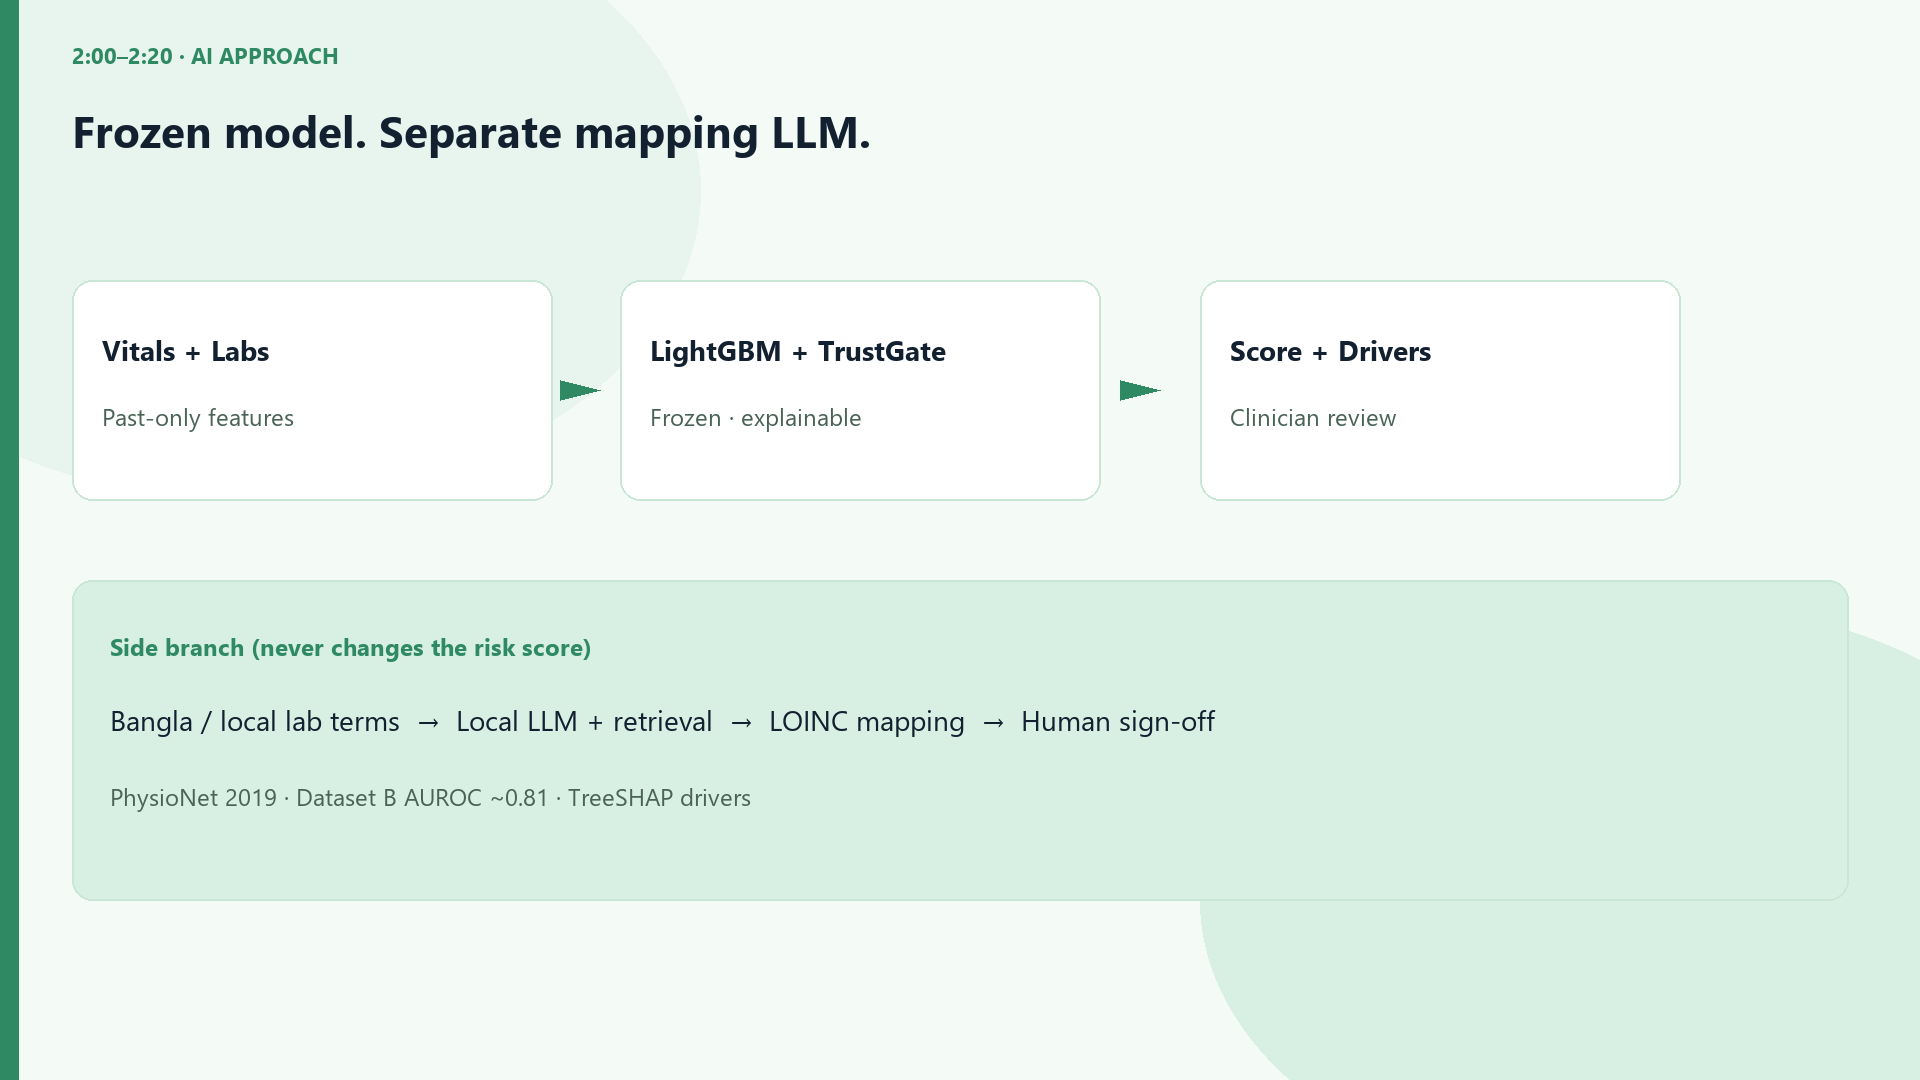 2:00–2:20 · AI APPROACH
Frozen model. Separate mapping LLM.
Vitals + Labs
Past-only features
LightGBM + TrustGate
Frozen · explainable
Score + Drivers
Clinician review
Side branch (never changes the risk score)
Bangla / local lab terms → Local LLM + retrieval → LOINC mapping → Human sign-off
PhysioNet 2019 · Dataset B AUROC ~0.81 · TreeSHAP drivers